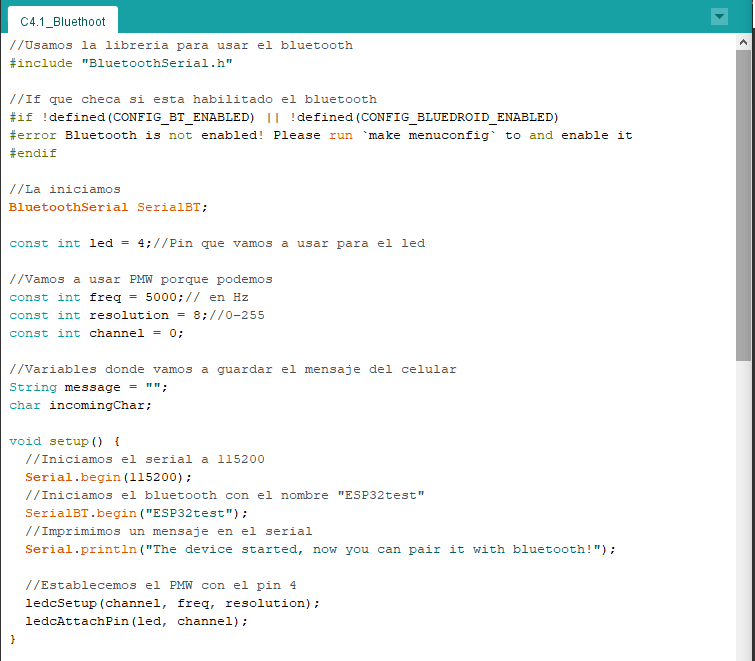 C4.1_Bluethoot
//Usamos la libreria para usar el bluetooth
#include "BluetoothSerial.h"
//If que checa si esta habilitado el bluetooth
#if !defined(CONFIG_BT_ENABLED) || !defined(CONFIG_BLUEDROID_ENABLED)
#error Bluetooth is not enabled! Please run `make menuconfig` to and enable it
#endif
//La iniciamos
BluetoothSerial SerialBT;
const int led = 4;//Pin que vamos a usar para el led
//Vamos a usar PMW porque podemos
const int freq = 5000;// en Hz
const int resolution = 8;//0-255
const int channel = 0;
//Variables donde vamos a guardar el mensaje del celular
String message = "";
char incomingChar;
void setup() {
  //Iniciamos el serial a 115200
  Serial.begin(115200);
  //Iniciamos el bluetooth con el nombre "ESP32test"
  SerialBT.begin("ESP32test");
  //Imprimimos un mensaje en el serial
  Serial.println("The device started, now you can pair it with bluetooth!");
  //Establecemos el PMW con el pin 4
  ledcSetup(channel, freq, resolution);
  ledcAttachPin(led, channel);
}